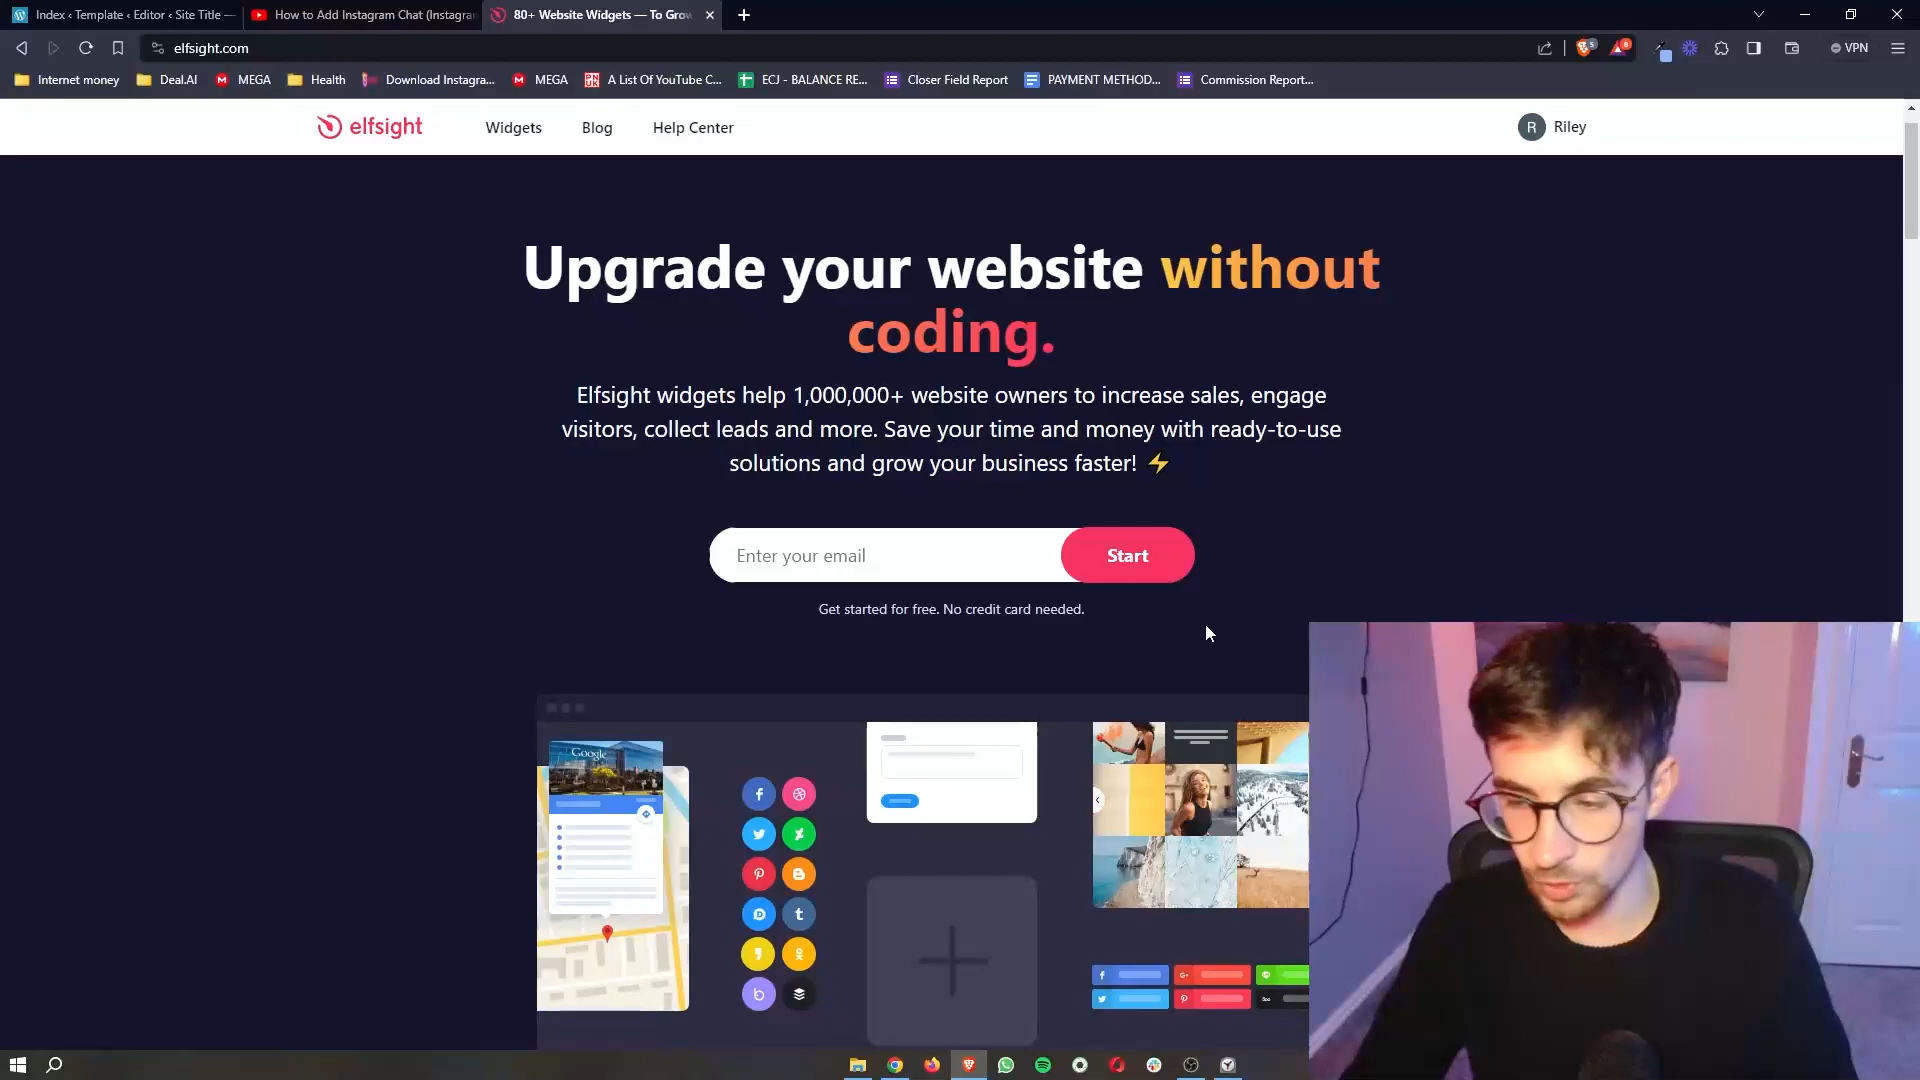 Index ‹ Template ‹ Editor ‹ Site Title —
How to Add Instagram Chat (Instagra
80+ Website Widgets — To Grow
elfsight.com
VPN
Internet money
Deal.AI
MEGA
Health
Download Instagra...
MEGA
A List Of YouTube C...
ECJ - BALANCE RE...
Closer Field Report
PAYMENT METHOD...
Commission Report...
elfsight
Widgets
Blog
Help Center
R
Riley
Upgrade your website without
coding.
Elfsight widgets help 1,000,000+ website owners to increase sales, engage
visitors, collect leads and more. Save your time and money with ready-to-use
solutions and grow your business faster! ⚡
Enter your email
Start
Get started for free. No credit card needed.
Google